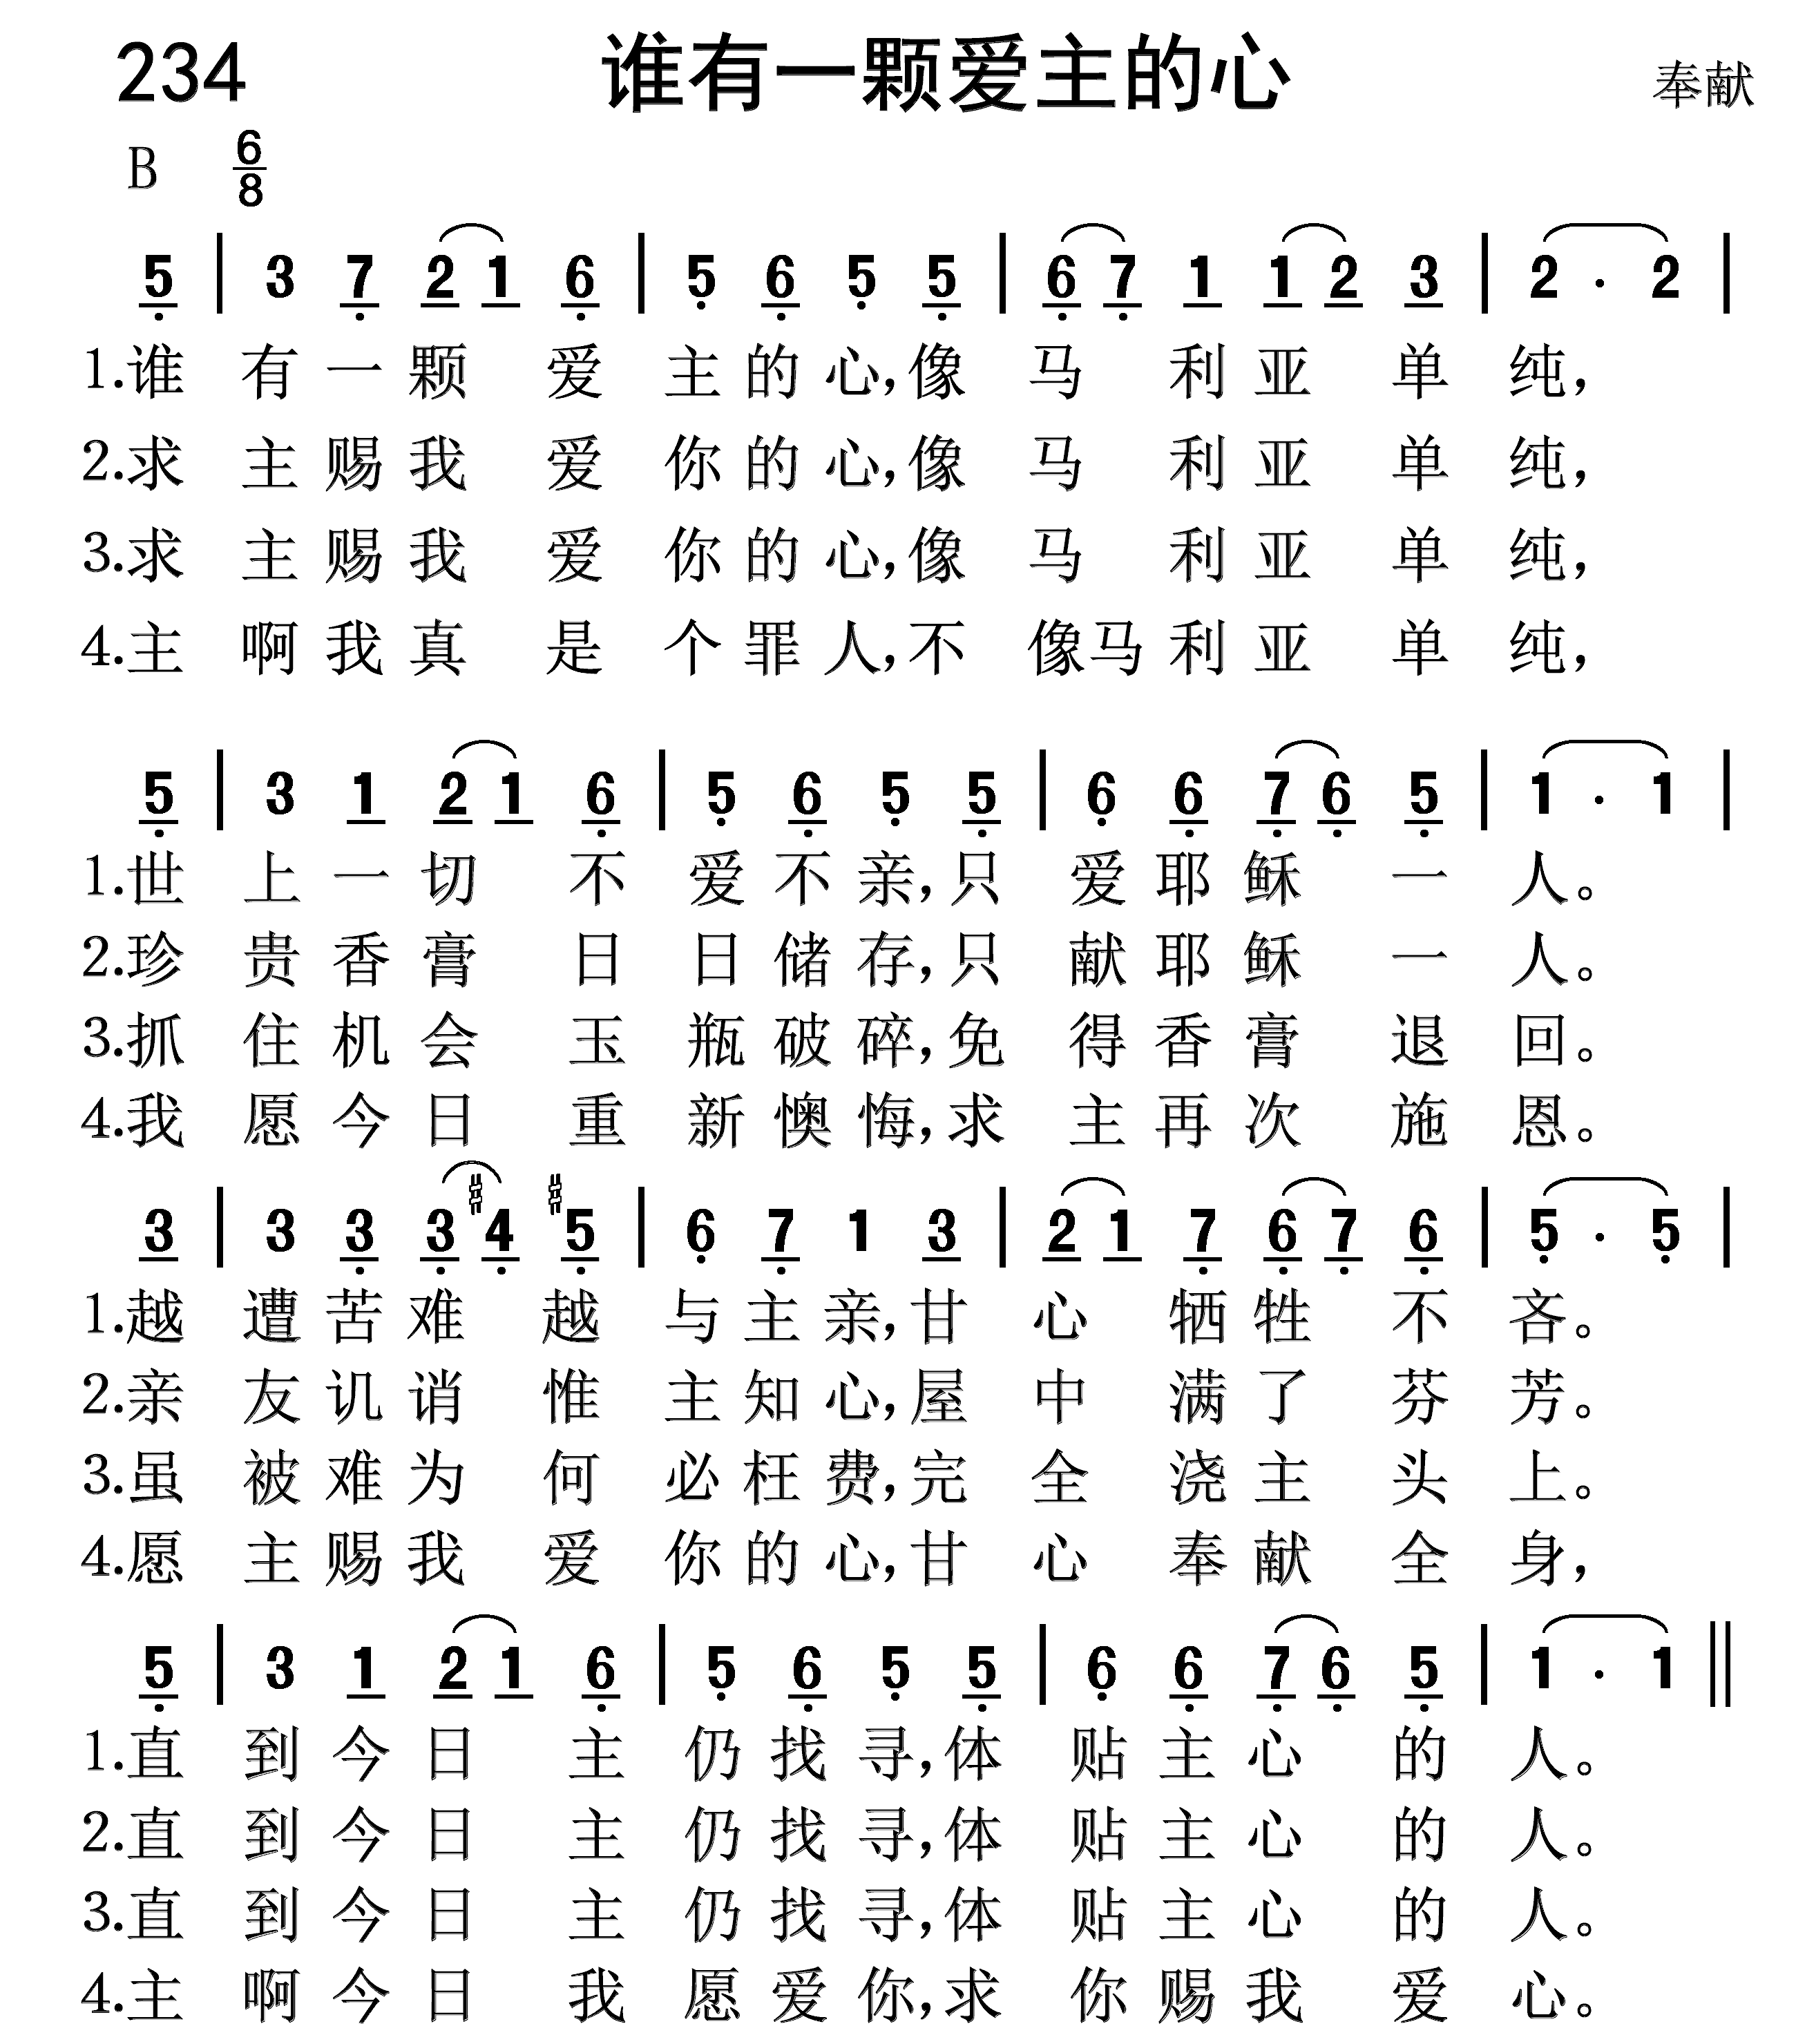 234 谁有一颗爱主的心 奉献
B 6/8
5 | 3 7 2 1 6 | 5 6 5 5 | 6 7 1 1 2 3 | 2 · 2 |
1.谁 有 一 颗 爱 主 的 心,像 马 利 亚 单 纯,
2.求 主 赐 我 爱 你 的 心,像 马 利 亚 单 纯,
3.求 主 赐 我 爱 你 的 心,像 马 利 亚 单 纯,
4.主 啊 我 真 是 个 罪 人,不 像 马 利 亚 单 纯,
5 | 3 1 2 1 6 | 5 6 5 5 | 6 6 7 6 5 | 1 · 1 |
1.世 上 一 切 不 爱 不 亲,只 爱 耶 稣 一 人。
2.珍 贵 香 膏 日 日 储 存,只 献 耶 稣 一 人。
3.抓 住 机 会 玉 瓶 破 碎,免 得 香 膏 退 回。
4.我 愿 今 日 重 新 懊 悔,求 主 再 次 施 恩。
3 | 3 3 3 #4 #5 | 6 7 1 3 | 2 1 7 6 7 6 | 5 · 5 |
1.越 遭 苦 难 越 与 主 亲,甘 心 牺 牲 不 吝。
2.亲 友 讥 诮 惟 主 知 心,屋 中 满 了 芬 芳。
3.虽 被 难 为 何 必 枉 费,完 全 浇 主 头 上。
4.愿 主 赐 我 爱 你 的 心,甘 心 奉 献 全 身,
5 | 3 1 2 1 6 | 5 6 5 5 | 6 6 7 6 5 | 1 · 1 ||
1.直 到 今 日 主 仍 找 寻,体 贴 主 心 的 人。
2.直 到 今 日 主 仍 找 寻,体 贴 主 心 的 人。
3.直 到 今 日 主 仍 找 寻,体 贴 主 心 的 人。
4.主 啊 今 日 我 愿 爱 你,求 你 赐 我 爱 心。